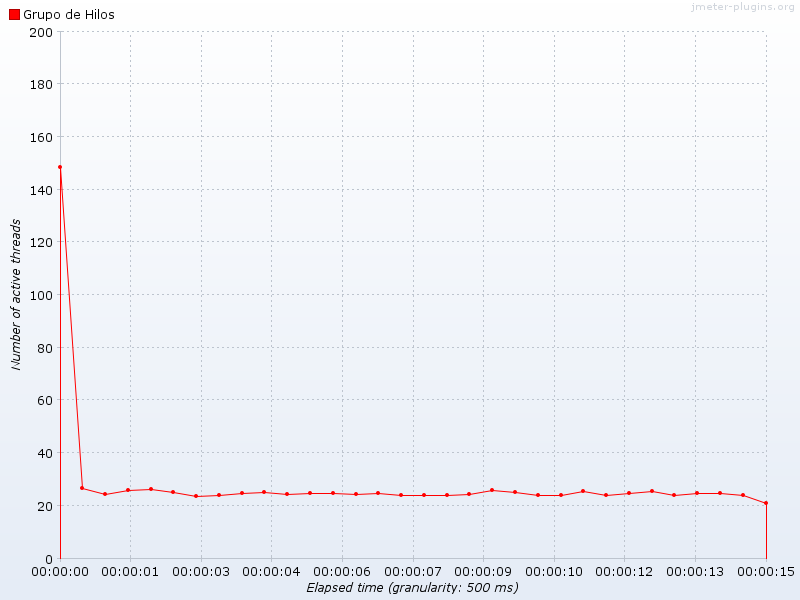 jmeter-plugins.org
Grupo de Hilos
200
180
160
140
120
100
80
60
40
20
0
Number of active threads
00:00:00 00:00:01 00:00:03 00:00:04 00:00:06 00:00:07 00:00:09 00:00:10 00:00:12 00:00:13 00:00:15
Elapsed time (granularity: 500 ms)